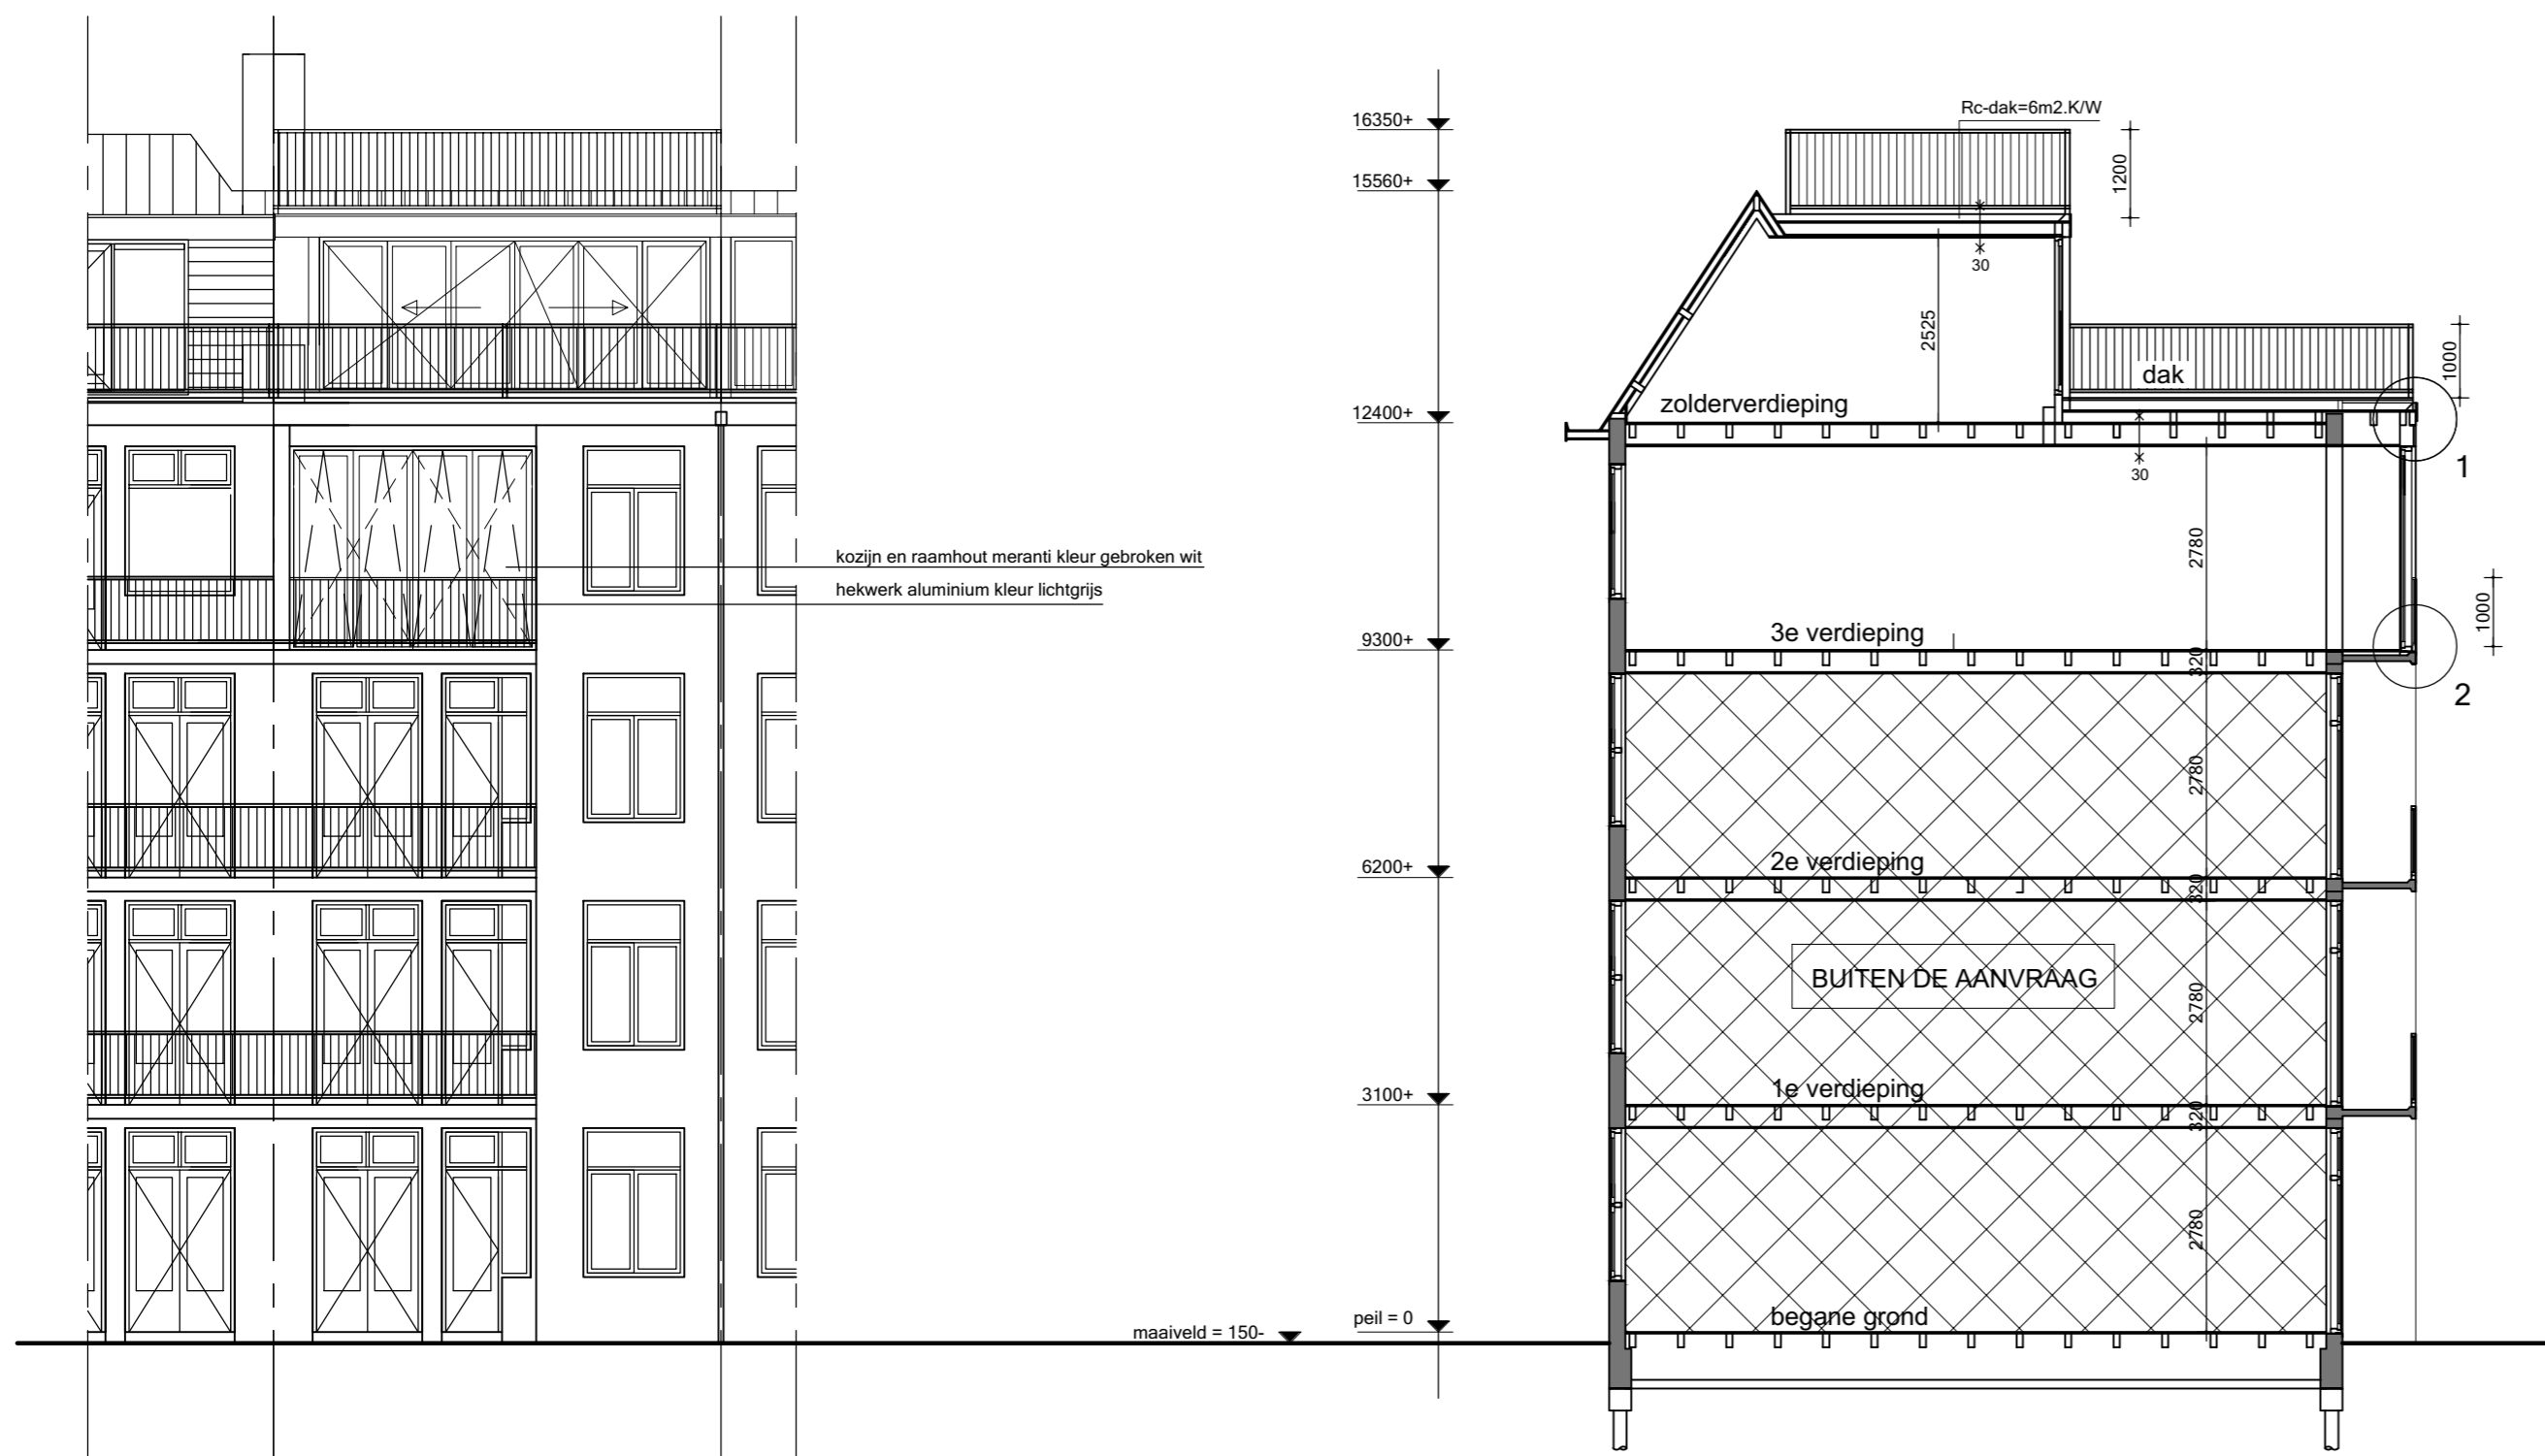 Rc-dak=6m2.K/W
16350+
1200
15560+
30
2525
1000
dak
12400+
zolderverdieping
30
1
2780
kozijn en raamhout meranti kleur gebroken wit
hekwerk aluminium kleur lichtgrijs
1000
9300+
3e verdieping
320
2
2780
6200+
2e verdieping
320
BUITEN DE AANVRAAG
2780
3100+
1e verdieping
320
2780
peil = 0
begane grond
maaiveld = 150-